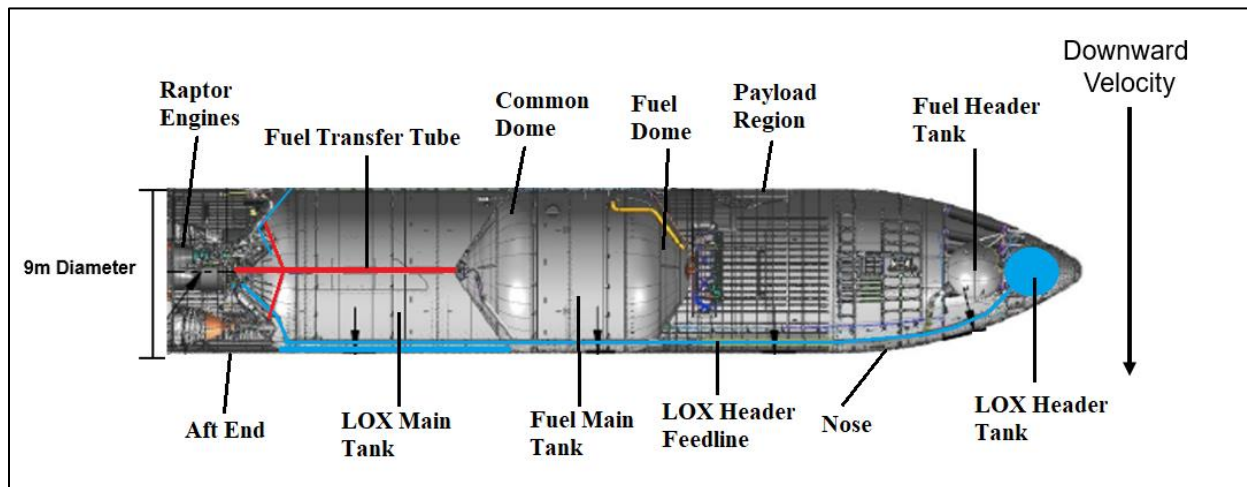 Downward
Velocity
Raptor
Engines
Fuel Transfer Tube
Common
Dome
Fuel
Dome
Payload
Region
Fuel Header
Tank
9m Diameter
Aft End
LOX Main
Tank
Fuel Main
Tank
LOX Header
Feedline
Nose
LOX Header
Tank